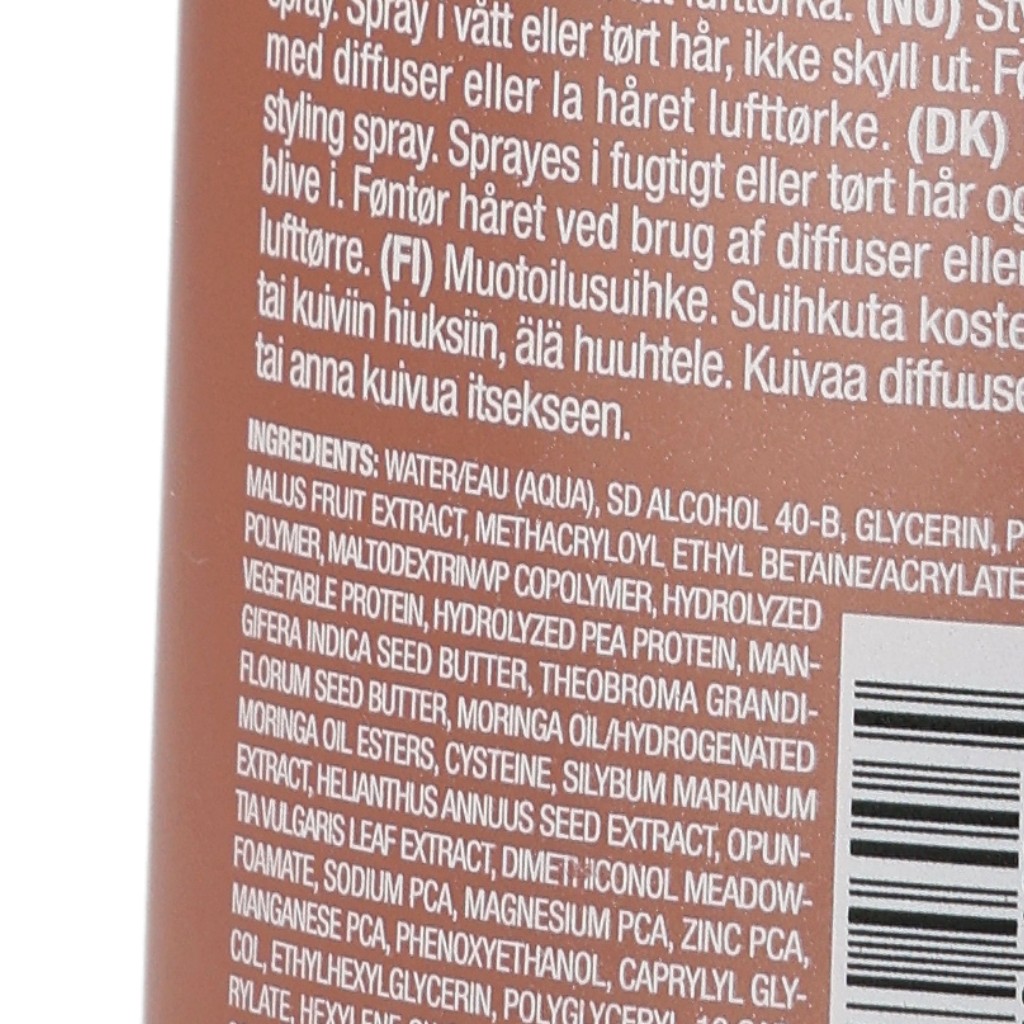 lufttorka. (NO)
spray. Spray i vått eller tørt hår, ikke skyll ut.
med diffuser eller la håret lufttørke. (DK)
styling spray. Sprayes i fugtigt eller tørt hår
blive i. Føntør håret ved brug af diffuser eller
lufttørre. (FI) Muotoilusuihke. Suihkuta
tai kuiviin hiuksiin, älä huuhtele. Kuivaa
tai anna kuivua itsekseen.
INGREDIENTS: WATER/EAU (AQUA), SD ALCOHOL 40-B, GLYCERIN,
MALUS FRUIT EXTRACT, METHACRYLOYL ETHYL BETAINE/ACRYLATE
POLYMER, MALTODEXTRIN/VP COPOLYMER, HYDROLYZED
VEGETABLE PROTEIN, HYDROLYZED PEA PROTEIN, MAN-
GIFERA INDICA SEED BUTTER, THEOBROMA GRANDI-
FLORUM SEED BUTTER, MORINGA OIL/HYDROGENATED
MORINGA OIL ESTERS, CYSTEINE, SILYBUM MARIANUM
EXTRACT, HELIANTHUS ANNUUS SEED EXTRACT, OPUN-
TIA VULGARIS LEAF EXTRACT, DIMETHICONOL MEADOW-
FOAMATE, SODIUM PCA, MAGNESIUM PCA, ZINC PCA,
MANGANESE PCA, PHENOXYETHANOL, CAPRYLYL GLY-
COL, ETHYLHEXYLGLYCERIN, POLYGLYCERYL
RYLATE, HEXYLENE